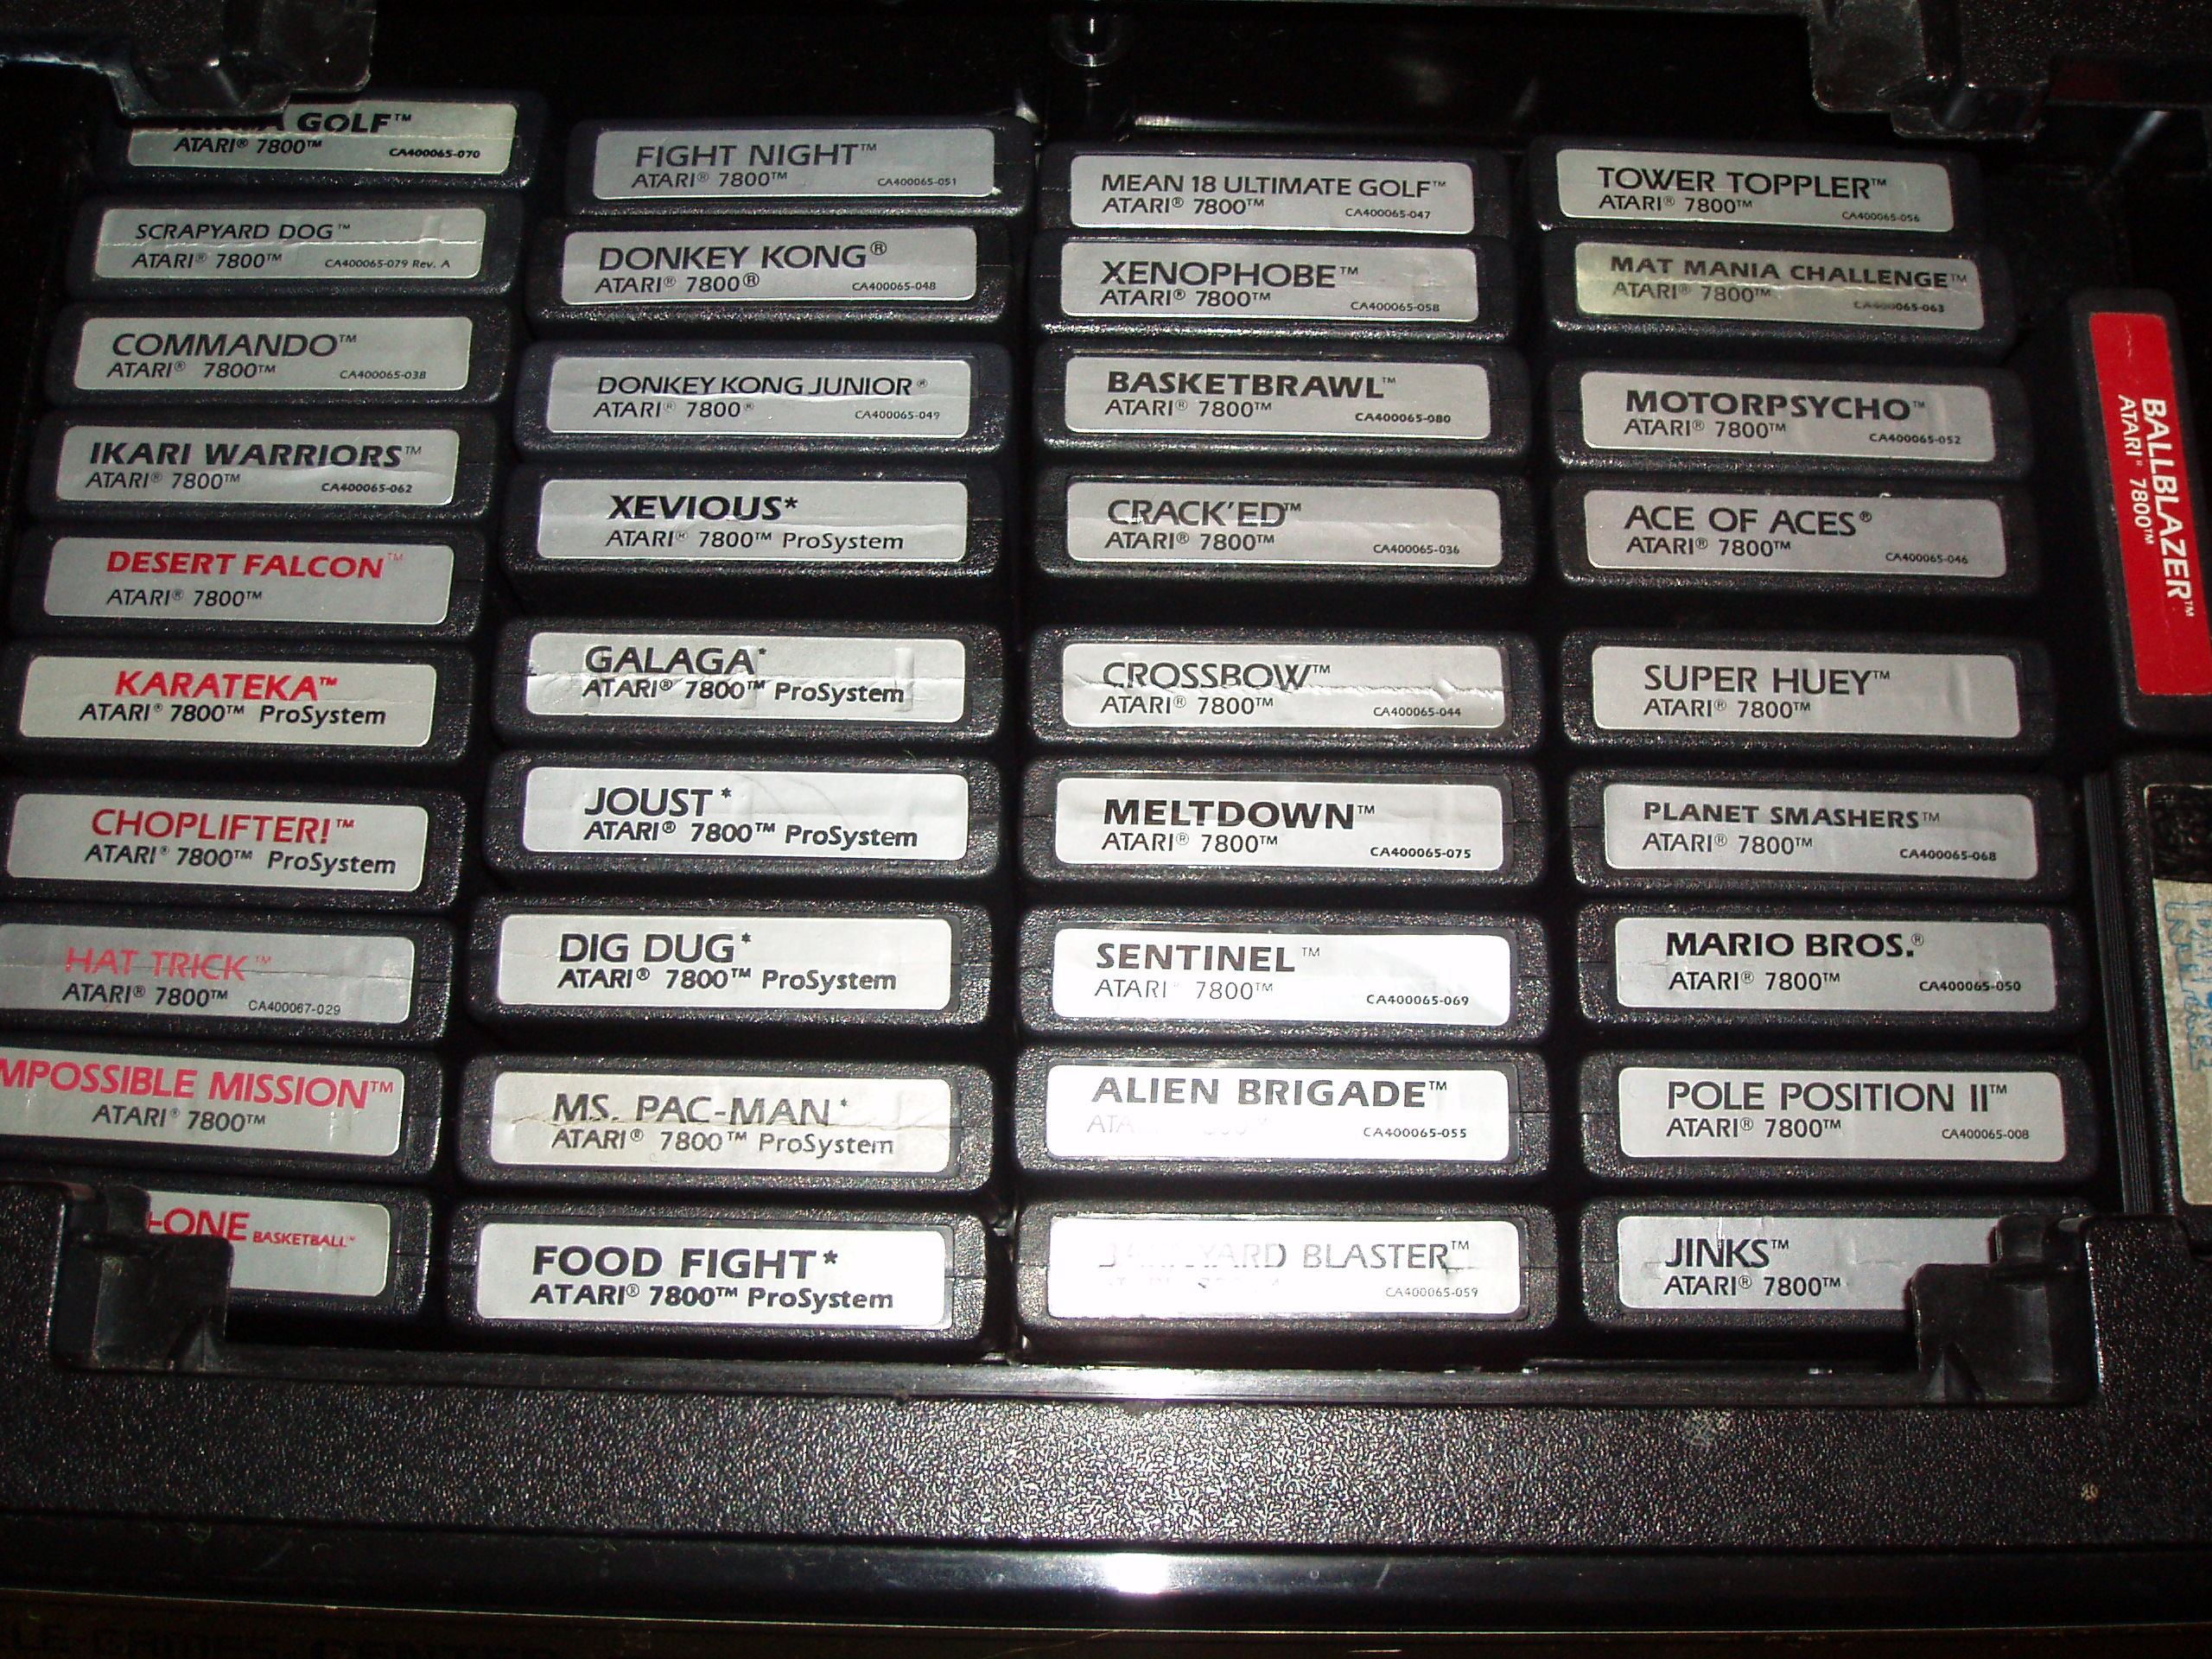 GOLF™
ATARI® 7800™ CA400065-070
SCRAPYARD DOG™
ATARI® 7800™ CA400065-079 Rev. A
COMMANDO™
ATARI® 7800™ CA400065-038
IKARI WARRIORS™
ATARI® 7800™ CA400065-062
DESERT FALCON™
ATARI® 7800™
KARATEKA™
ATARI® 7800™ ProSystem
CHOPLIFTER!™
ATARI® 7800™ ProSystem
HAT TRICK™
ATARI® 7800™ CA400067-029
MPOSSIBLE MISSION™
ATARI® 7800™
-ONE BASKETBALL™
FIGHT NIGHT™
ATARI® 7800™ CA400065-051
DONKEY KONG®
ATARI® 7800® CA400065-048
DONKEY KONG JUNIOR®
ATARI® 7800® CA400065-049
XEVIOUS*
ATARI® 7800™ ProSystem
GALAGA*
ATARI® 7800™ ProSystem
JOUST*
ATARI® 7800™ ProSystem
DIG DUG*
ATARI® 7800™ ProSystem
MS. PAC-MAN*
ATARI® 7800™ ProSystem
FOOD FIGHT*
ATARI® 7800™ ProSystem
MEAN 18 ULTIMATE GOLF™
ATARI® 7800™ CA400065-047
XENOPHOBE™
ATARI® 7800™ CA400065-058
BASKETBRAWL™
ATARI® 7800™ CA400065-080
CRACK'ED™
ATARI® 7800™ CA400065-036
CROSSBOW™
ATARI® 7800™ CA400065-044
MELTDOWN™
ATARI® 7800™ CA400065-075
SENTINEL™
ATARI® 7800™ CA400065-069
ALIEN BRIGADE™
ATA CA400065-055
BLASTER™
CA400065-059
TOWER TOPPLER™
ATARI® 7800™ CA400065-056
MAT MANIA CHALLENGE™
ATARI® 7800™ CA400065-063
MOTORPSYCHO™
ATARI® 7800™ CA400065-052
ACE OF ACES®
ATARI® 7800™ CA400065-046
SUPER HUEY™
ATARI® 7800™
PLANET SMASHERS™
ATARI® 7800™ CA400065-068
MARIO BROS.®
ATARI® 7800™ CA400065-050
POLE POSITION II™
ATARI® 7800™ CA400065-008
JINKS™
ATARI® 7800™
BALLBLAZER™
ATARI® 7800™